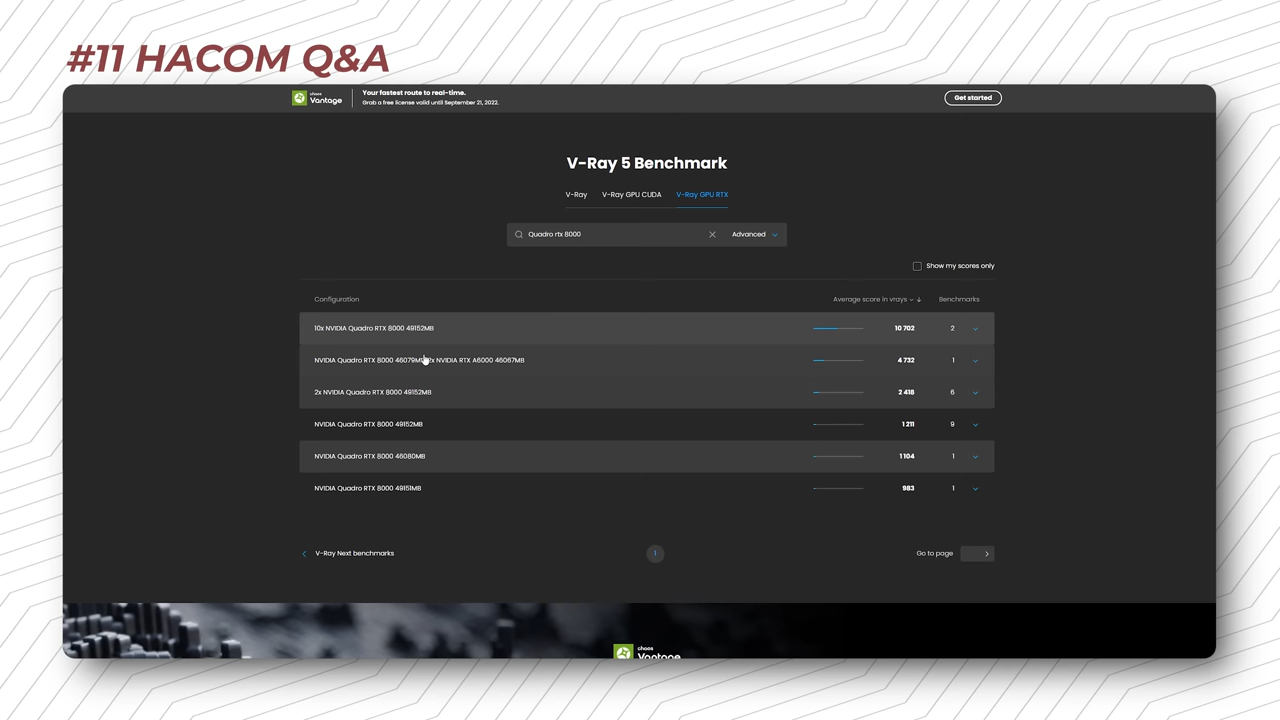 #11 HACOM Q&A
chaos
Vantage
Your fastest route to real-time.
Grab a free license valid until September 21, 2022.
Get started
V-Ray 5 Benchmark
V-Ray V-Ray GPU CUDA V-Ray GPU RTX
Quadro rtx 8000 Advanced
Show my scores only
Configuration Average score in vrays Benchmarks
10x NVIDIA Quadro RTX 8000 49152MB 10 702 2
NVIDIA Quadro RTX 8000 NVIDIA RTX A6000 46067MB 4 732 1
2x NVIDIA Quadro RTX 8000 49152MB 2 418 6
NVIDIA Quadro RTX 8000 49152MB 1 211 9
NVIDIA Quadro RTX 8000 46080MB 1 104 1
NVIDIA Quadro RTX 8000 49151MB 983 1
V-Ray Next benchmarks 1 Go to page
chaos
Vantage